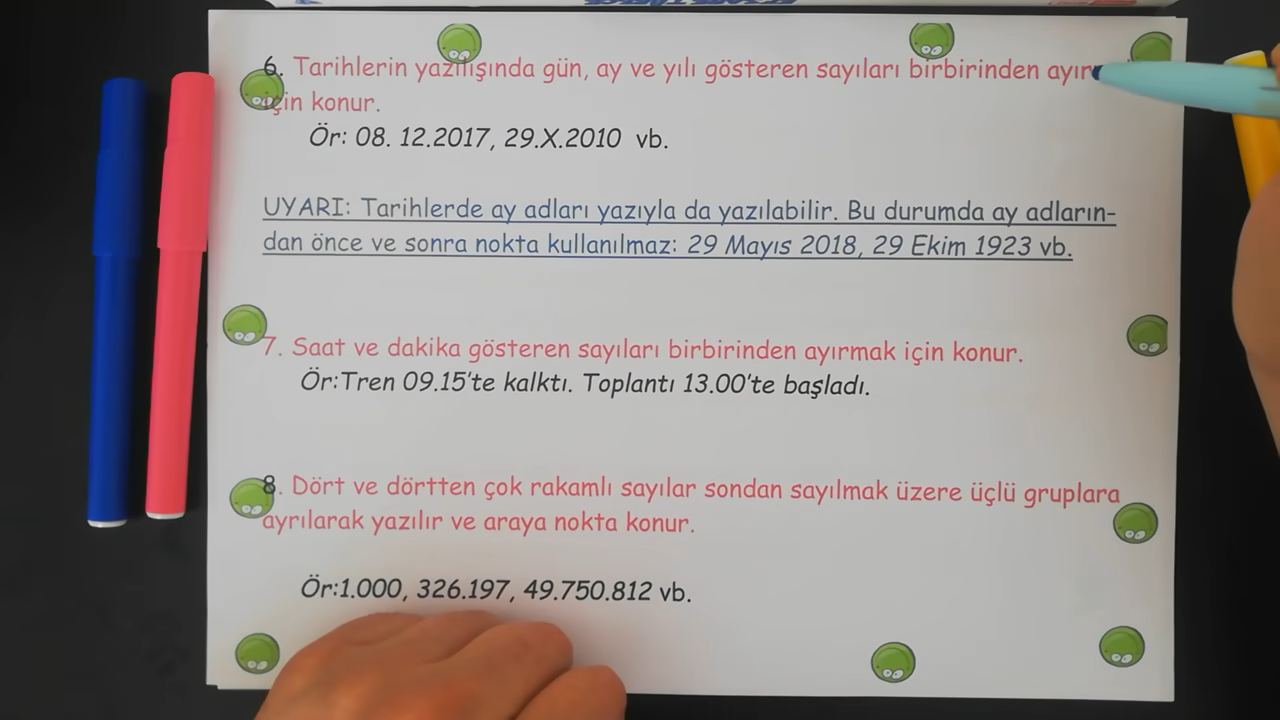 6. Tarihlerin yazılışında gün, ay ve yılı gösteren sayıları birbirinden
için konur.
Ör: 08. 12.2017, 29.X.2010 vb.
UYARI: Tarihlerde ay adları yazıyla da yazılabilir. Bu durumda ay adların-
dan önce ve sonra nokta kullanılmaz: 29 Mayıs 2018, 29 Ekim 1923 vb.
7. Saat ve dakika gösteren sayıları birbirinden ayırmak için konur.
Ör:Tren 09.15'te kalktı. Toplantı 13.00'te başladı.
8. Dört ve dörtten çok rakamlı sayılar sondan sayılmak üzere üçlü gruplara
ayrılarak yazılır ve araya nokta konur.
Ör:1.000, 326.197, 49.750.812 vb.